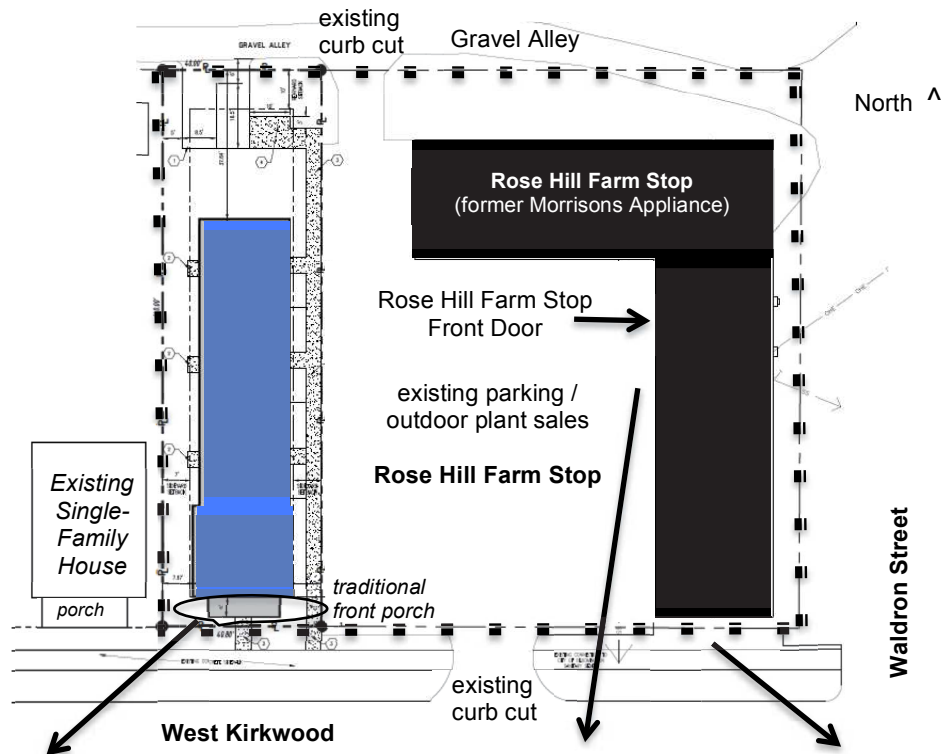 existing
curb cut
GRAVEL ALLEY
Gravel Alley
North ^
Rose Hill Farm Stop
(former Morrisons Appliance)
Rose Hill Farm Stop
Front Door
existing parking /
outdoor plant sales
Rose Hill Farm Stop
Existing
Single-
Family
House
porch
traditional
front porch
Waldron Street
existing
curb cut
West Kirkwood